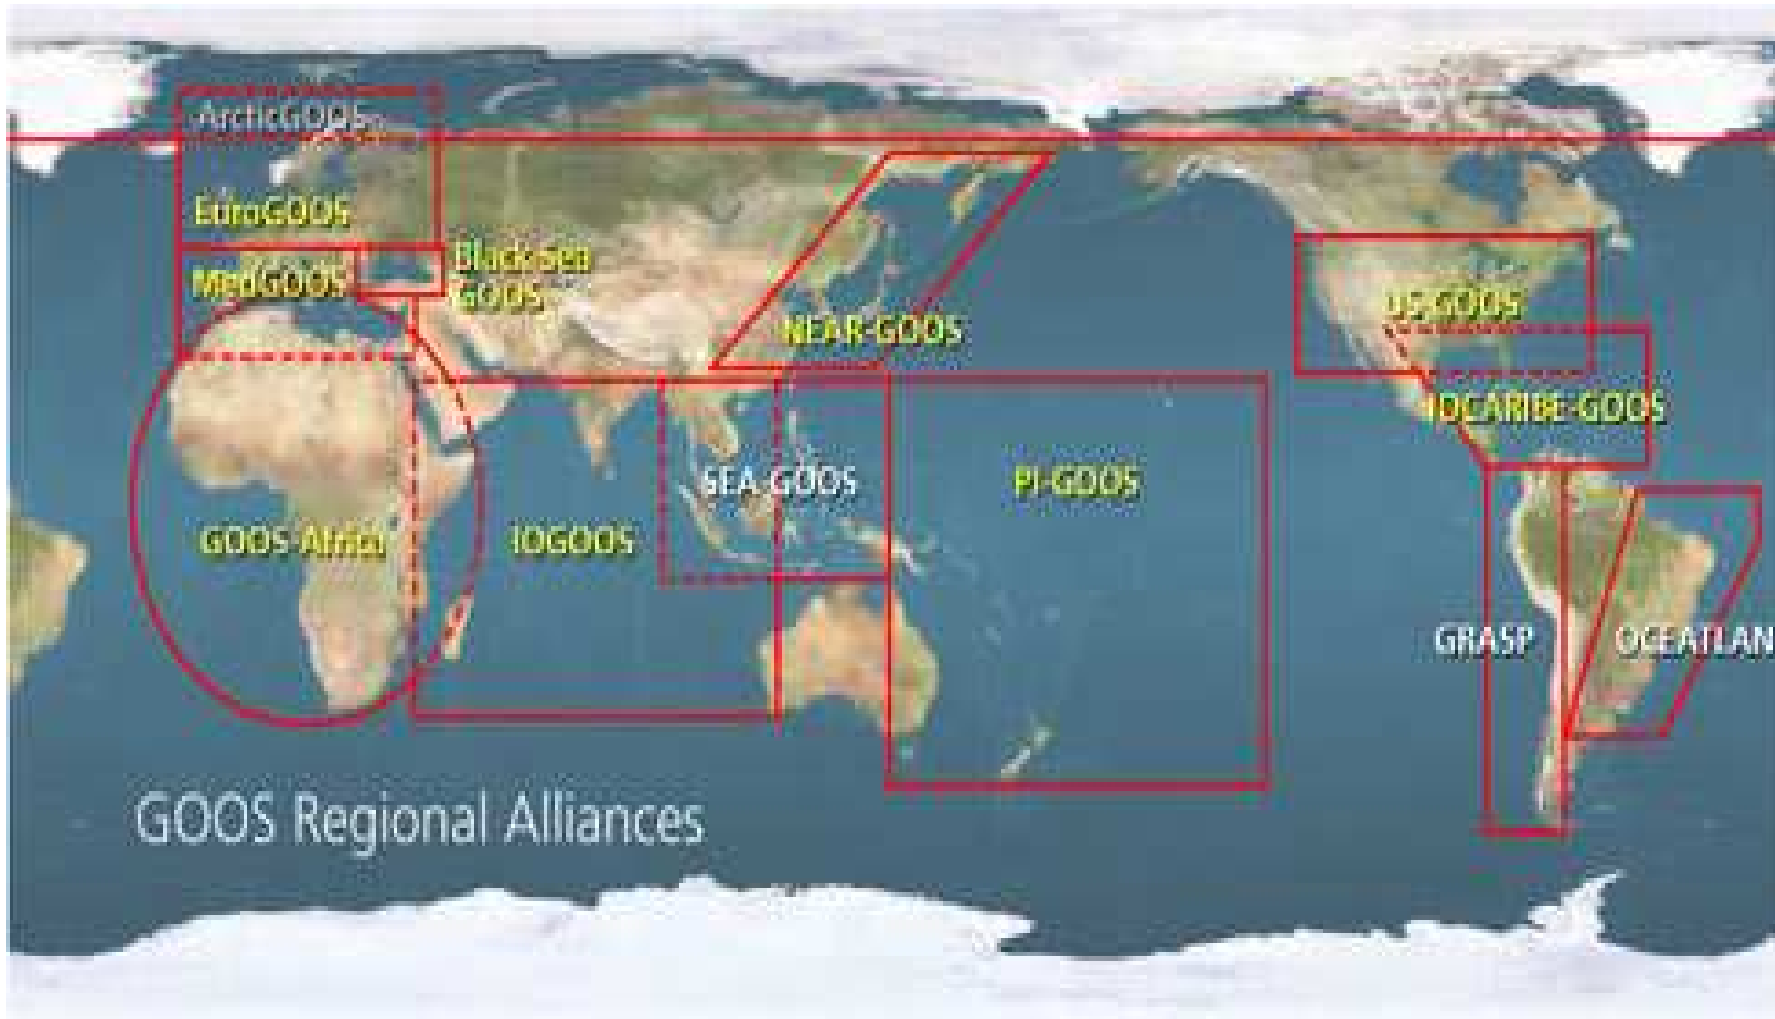 ArcticGOOS
EuroGOOS
MedGOOS
Black Sea
GOOS
NEAR-GOOS
US GOOS
IOCARIBE-GOOS
SEA-GOOS
PI-GOOS
GOOS Africa
IOGOOS
GRASP
OCEATLAN
GOOS Regional Alliances